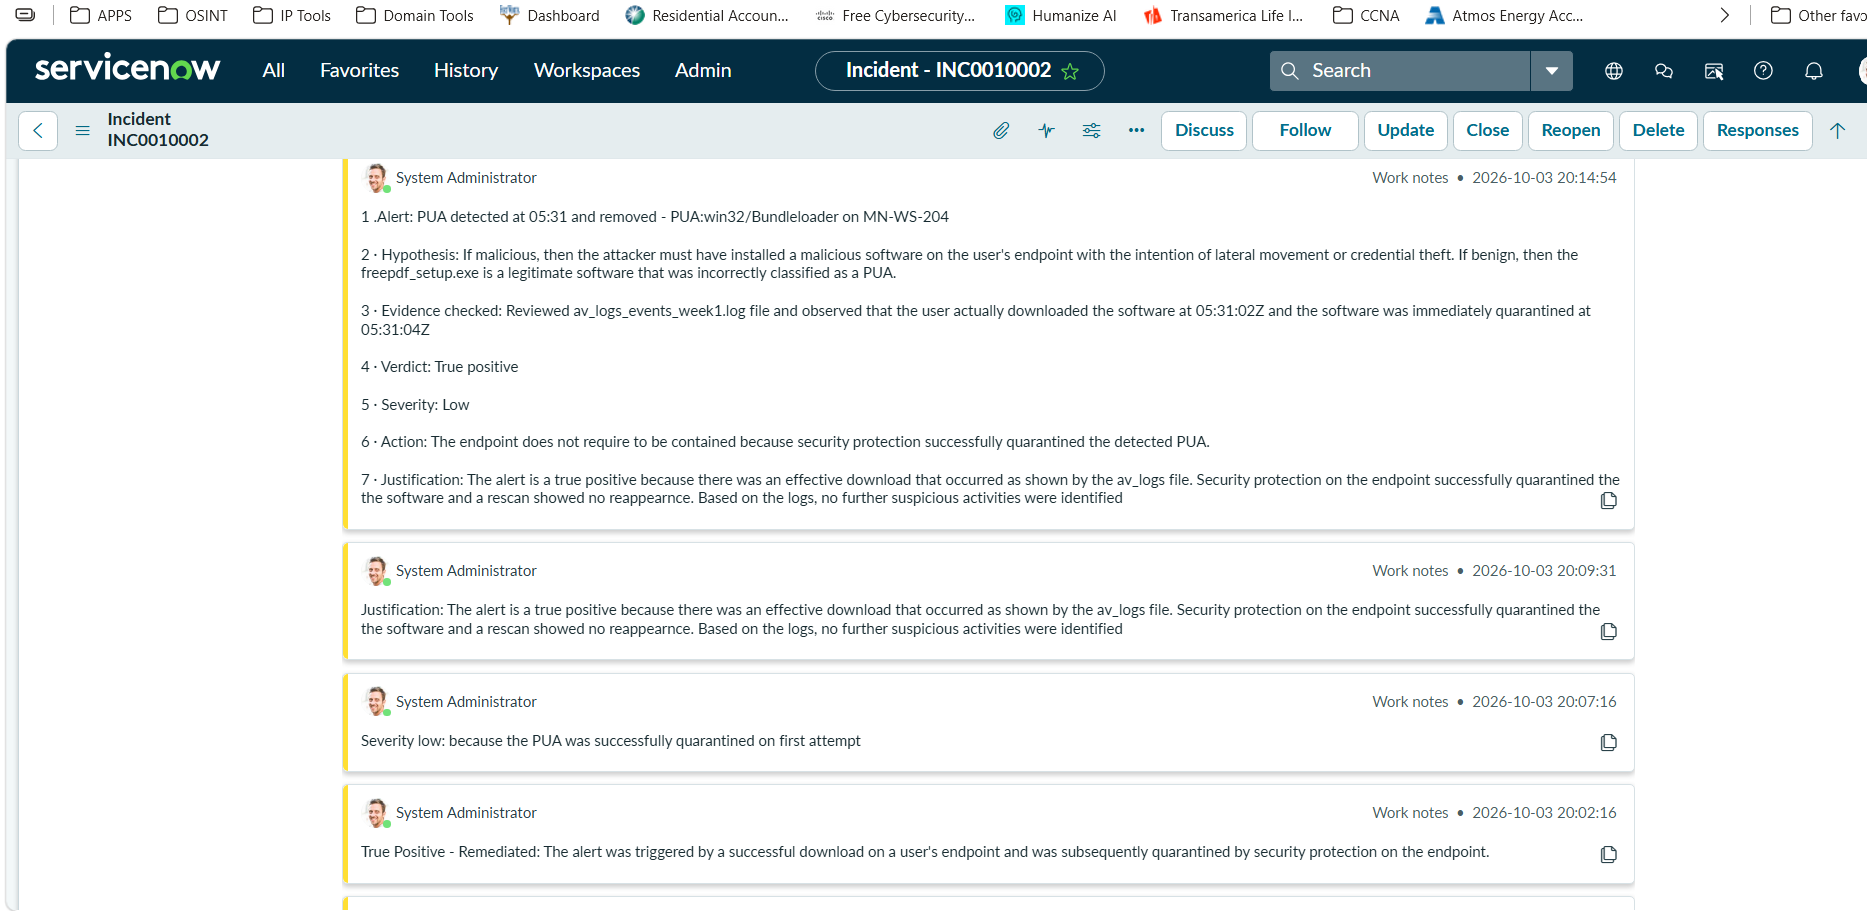 APPS OSINT IP Tools Domain Tools Dashboard Residential Accoun... Free Cybersecurity... Humanize AI Transamerica Life I... CCNA Atmos Energy Acc... Other favo
servicenow All Favorites History Workspaces Admin Incident - INC0010002 Search
Incident
INC0010002
Discuss Follow Update Close Reopen Delete Responses
System Administrator Work notes • 2026-10-03 20:14:54
1 .Alert: PUA detected at 05:31 and removed - PUA:win32/Bundleloader on MN-WS-204
2 · Hypothesis: If malicious, then the attacker must have installed a malicious software on the user's endpoint with the intention of lateral movement or credential theft. If benign, then the
freepdf_setup.exe is a legitimate software that was incorrectly classified as a PUA.
3 · Evidence checked: Reviewed av_logs_events_week1.log file and observed that the user actually downloaded the software at 05:31:02Z and the software was immediately quarantined at
05:31:04Z
4 · Verdict: True positive
5 · Severity: Low
6 · Action: The endpoint does not require to be contained because security protection successfully quarantined the detected PUA.
7 · Justification: The alert is a true positive because there was an effective download that occurred as shown by the av_logs file. Security protection on the endpoint successfully quarantined the
the software and a rescan showed no reappearnce. Based on the logs, no further suspicious activities were identified
System Administrator Work notes • 2026-10-03 20:09:31
Justification: The alert is a true positive because there was an effective download that occurred as shown by the av_logs file. Security protection on the endpoint successfully quarantined the
the software and a rescan showed no reappearnce. Based on the logs, no further suspicious activities were identified
System Administrator Work notes • 2026-10-03 20:07:16
Severity low: because the PUA was successfully quarantined on first attempt
System Administrator Work notes • 2026-10-03 20:02:16
True Positive - Remediated: The alert was triggered by a successful download on a user's endpoint and was subsequently quarantined by security protection on the endpoint.